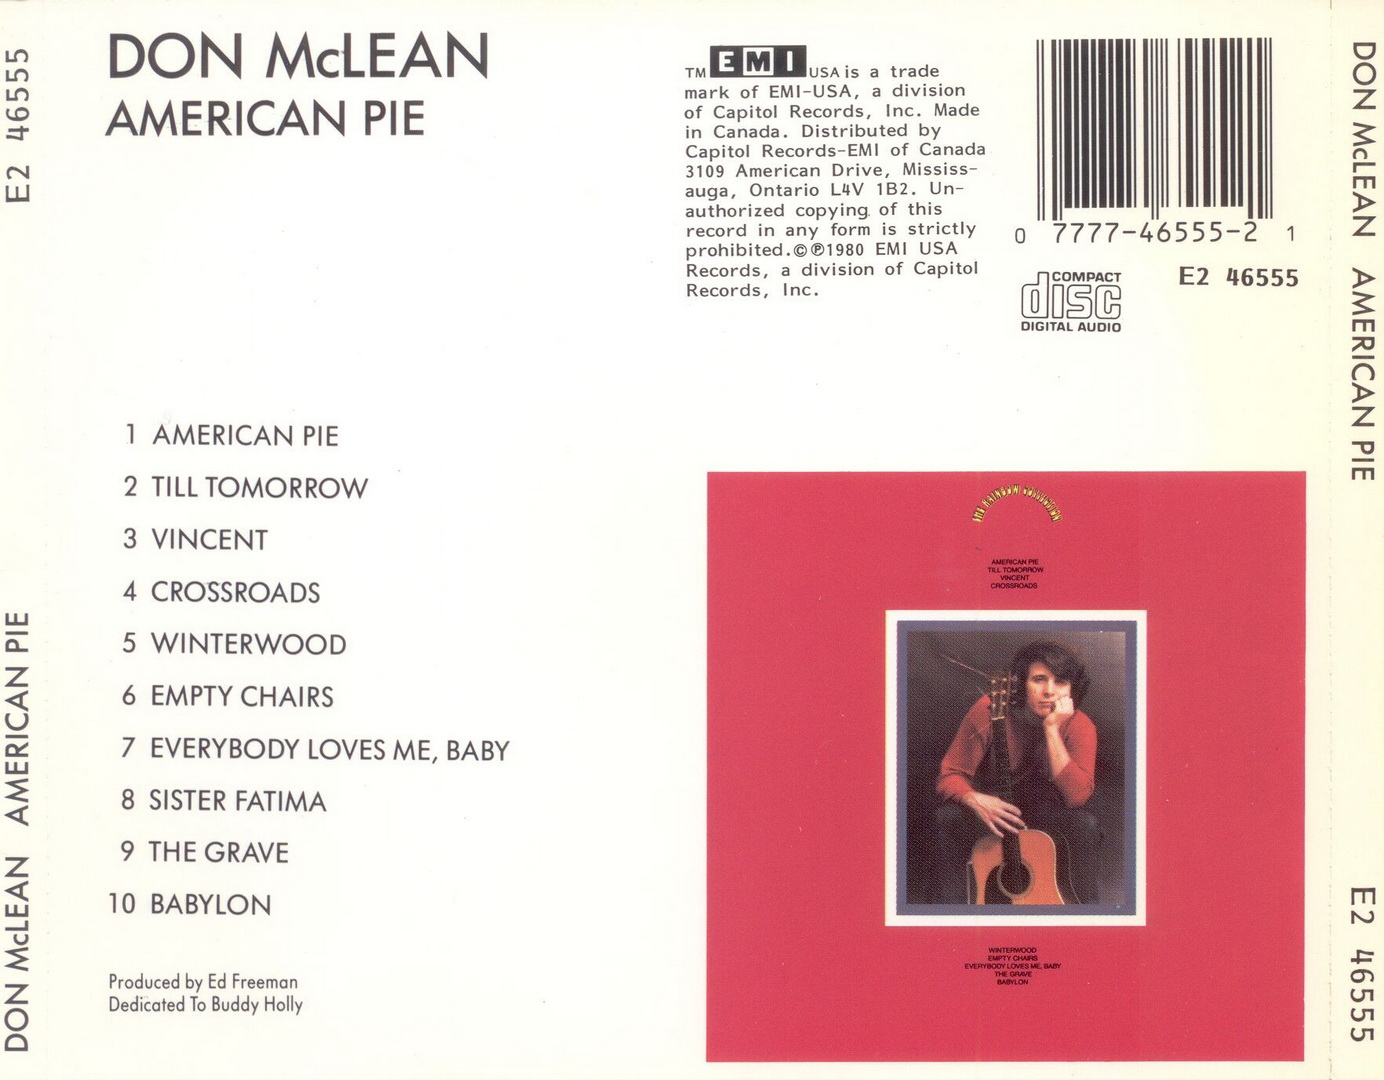 E2 46555
DON McLEAN AMERICAN PIE
DON McLEAN
AMERICAN PIE
TM EMI USA is a trade
mark of EMI-USA, a division
of Capitol Records, Inc. Made
in Canada. Distributed by
Capitol Records-EMI of Canada
3109 American Drive, Mississ-
auga, Ontario L4V 1B2. Un-
authorized copying of this
record in any form is strictly
prohibited.©℗1980 EMI USA
Records, a division of Capitol
Records, Inc.
0 7777-46555-2 1
COMPACT
disc
DIGITAL AUDIO
E2 46555
1 AMERICAN PIE
2 TILL TOMORROW
3 VINCENT
4 CROSSROADS
5 WINTERWOOD
6 EMPTY CHAIRS
7 EVERYBODY LOVES ME, BABY
8 SISTER FATIMA
9 THE GRAVE
10 BABYLON
Produced by Ed Freeman
Dedicated To Buddy Holly
THE RAINBOW COLLECTION
AMERICAN PIE
TILL TOMORROW
VINCENT
CROSSROADS
WINTERWOOD
EMPTY CHAIRS
EVERYBODY LOVES ME, BABY
THE GRAVE
BABYLON
DON McLEAN AMERICAN PIE
E2 46555